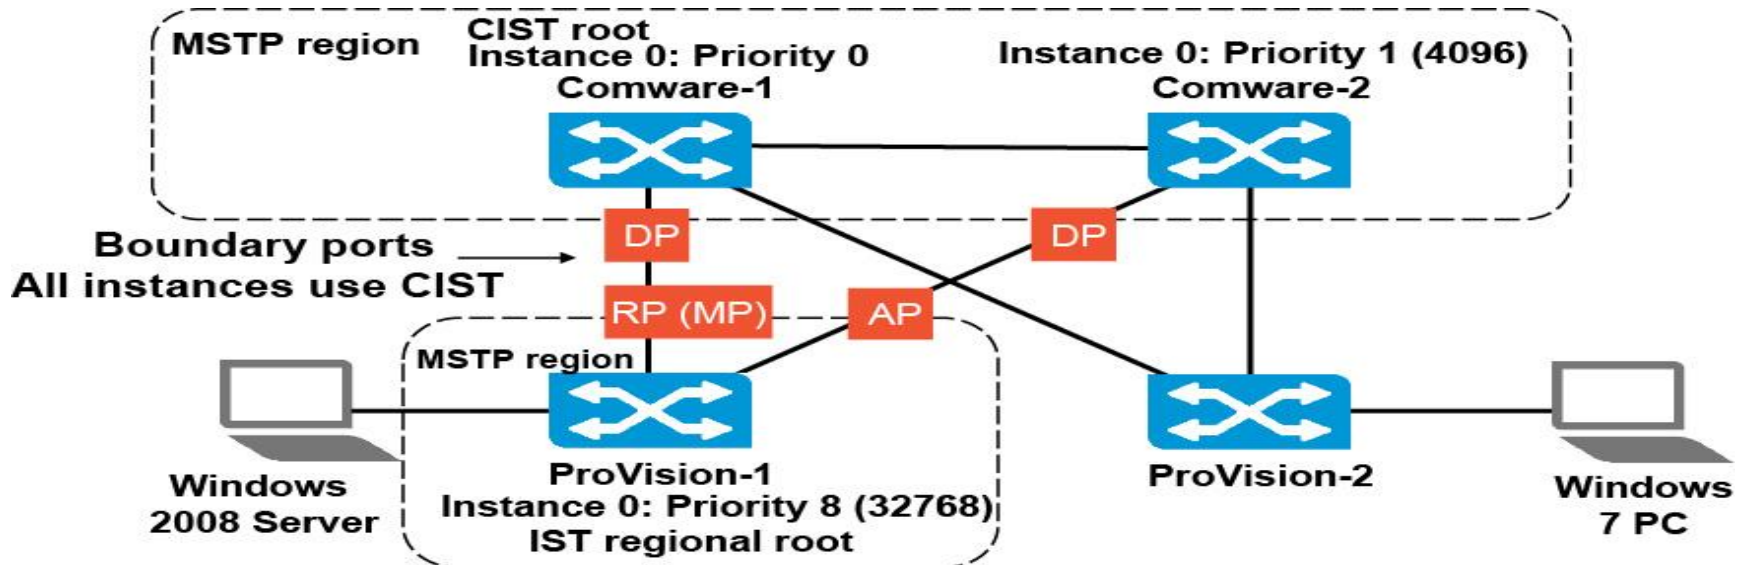 MSTP region
CIST root
Instance 0: Priority 0
Comware-1
Instance 0: Priority 1 (4096)
Comware-2
DP
DP
Boundary ports
All instances use CIST
RP (MP)
AP
MSTP region
Windows
2008 Server
ProVision-1
Instance 0: Priority 8 (32768)
IST regional root
ProVision-2
Windows
7 PC